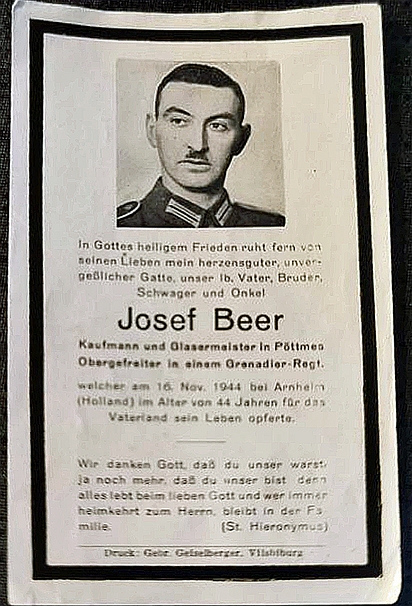 In Gottes heiligem Frieden ruht fern von
seinen Lieben mein herzensguter, unver-
geßlicher Gatte, unser lb. Vater, Bruder,
Schwager und Onkel
Josef Beer
Kaufmann und Glasermeister in Pöttmes
Obergefreiter in einem Grenadier-Regt.
welcher am 16. Nov. 1944 bei Arnheim
(Holland) im Alter von 44 Jahren für das
Vaterland sein Leben opferte.
Wir danken Gott, daß du unser warst,
ja noch mehr, daß du unser bist denn
alles lebt beim lieben Gott und wer immer
heimkehrt zum Herrn, bleibt in der Fa-
milie. (St. Hieronymus)
Druck: Gebr. Geiselberger, Vilsbiburg